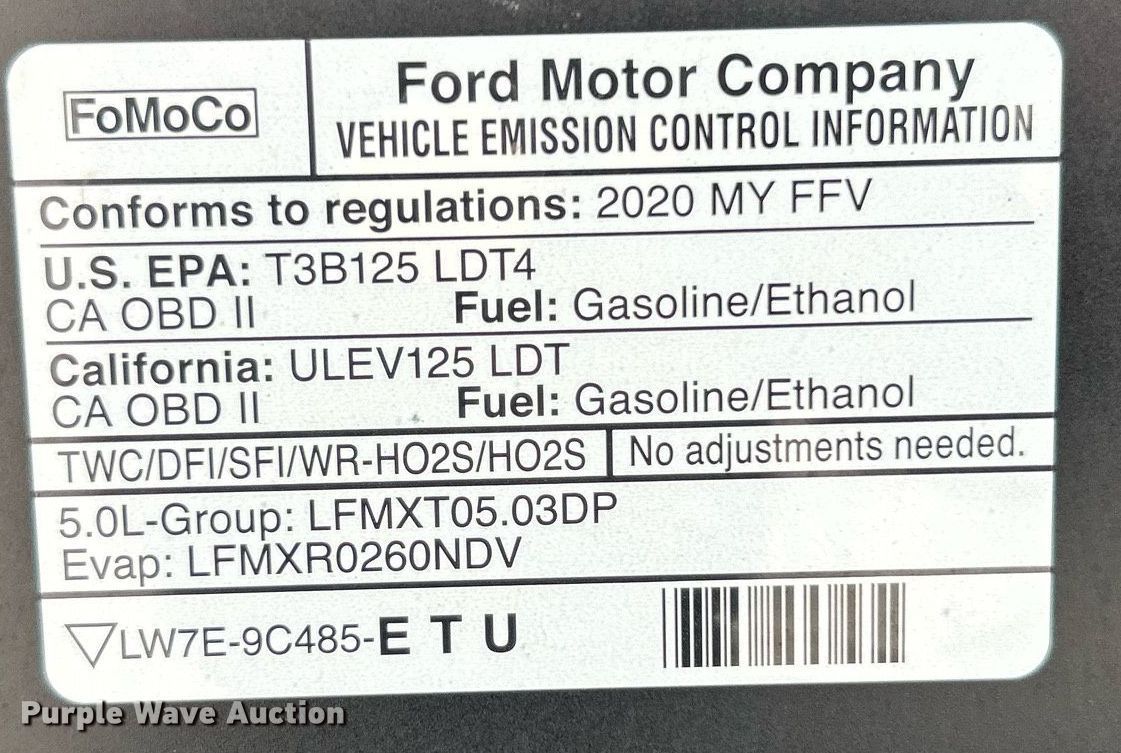 FoMoCo
Ford Motor Company
VEHICLE EMISSION CONTROL INFORMATION
Conforms to regulations: 2020 MY FFV
U.S. EPA: T3B125 LDT4
CA OBD II Fuel: Gasoline/Ethanol
California: ULEV125 LDT
CA OBD II Fuel: Gasoline/Ethanol
TWC/DFI/SFI/WR-HO2S/HO2S No adjustments needed.
5.0L-Group: LFMXT05.03DP
Evap: LFMXR0260NDV
LW7E-9C485-E T U
Purple Wave Auction